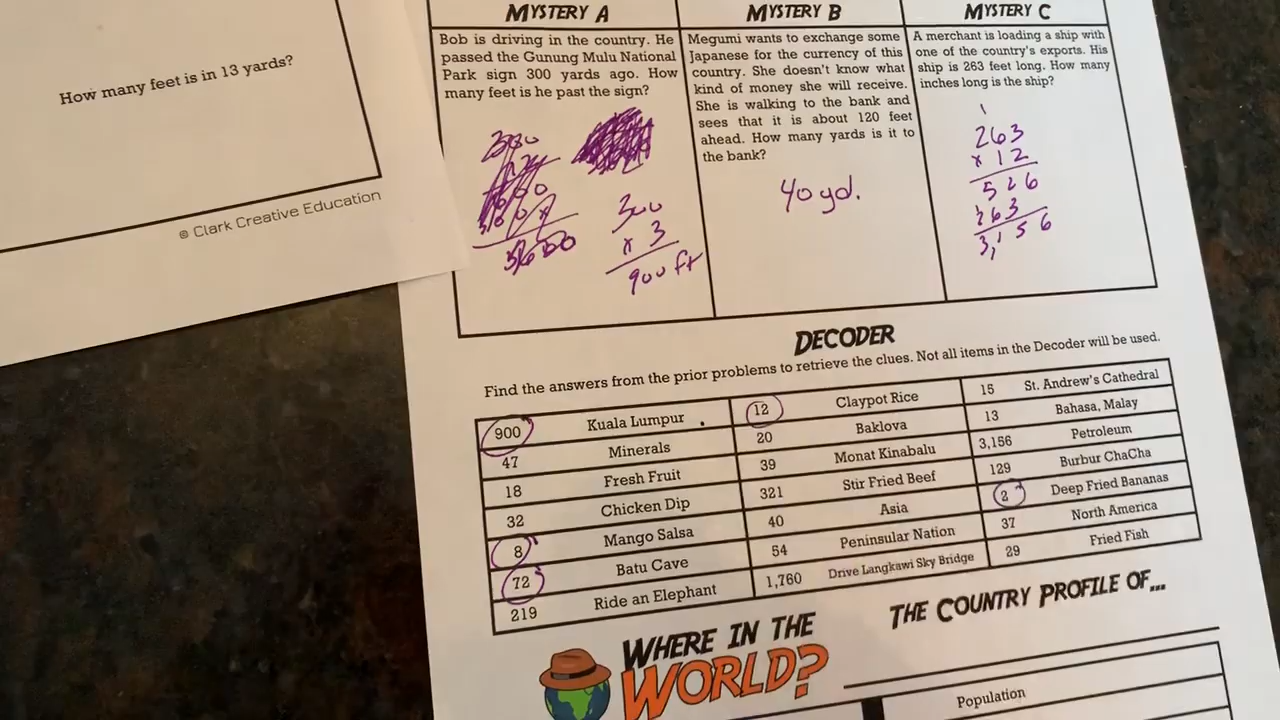 How many feet is in 13 yards?
© Clark Creative Education
MYSTERY A
Bob is driving in the country. He
passed the Gunung Mulu National
Park sign 300 yards ago. How
many feet is he past the sign?
300
x 3
900 ft
MYSTERY B
Megumi wants to exchange some
Japanese for the currency of this
country. She doesn't know what
kind of money she will receive.
She is walking to the bank and
sees that it is about 120 feet
ahead. How many yards is it to
the bank?
40 yd.
MYSTERY C
A merchant is loading a ship with
one of the country's exports. His
ship is 263 feet long. How many
inches long is the ship?
1
263
x 12
526
263
3,156
DECODER
Find the answers from the prior problems to retrieve the clues. Not all items in the Decoder will be used.
900 Kuala Lumpur
47 Minerals
18 Fresh Fruit
32 Chicken Dip
8 Mango Salsa
72 Batu Cave
219 Ride an Elephant
12 Claypot Rice
20 Baklova
39 Monat Kinabalu
321 Stir Fried Beef
40 Asia
54 Peninsular Nation
1,760 Drive Langkawi Sky Bridge
15 St. Andrew's Cathedral
13 Bahasa, Malay
3,156 Petroleum
129 Burbur ChaCha
2 Deep Fried Bananas
37 North America
29 Fried Fish
WHERE IN THE
WORLD?
THE COUNTRY PROFILE OF...
Population